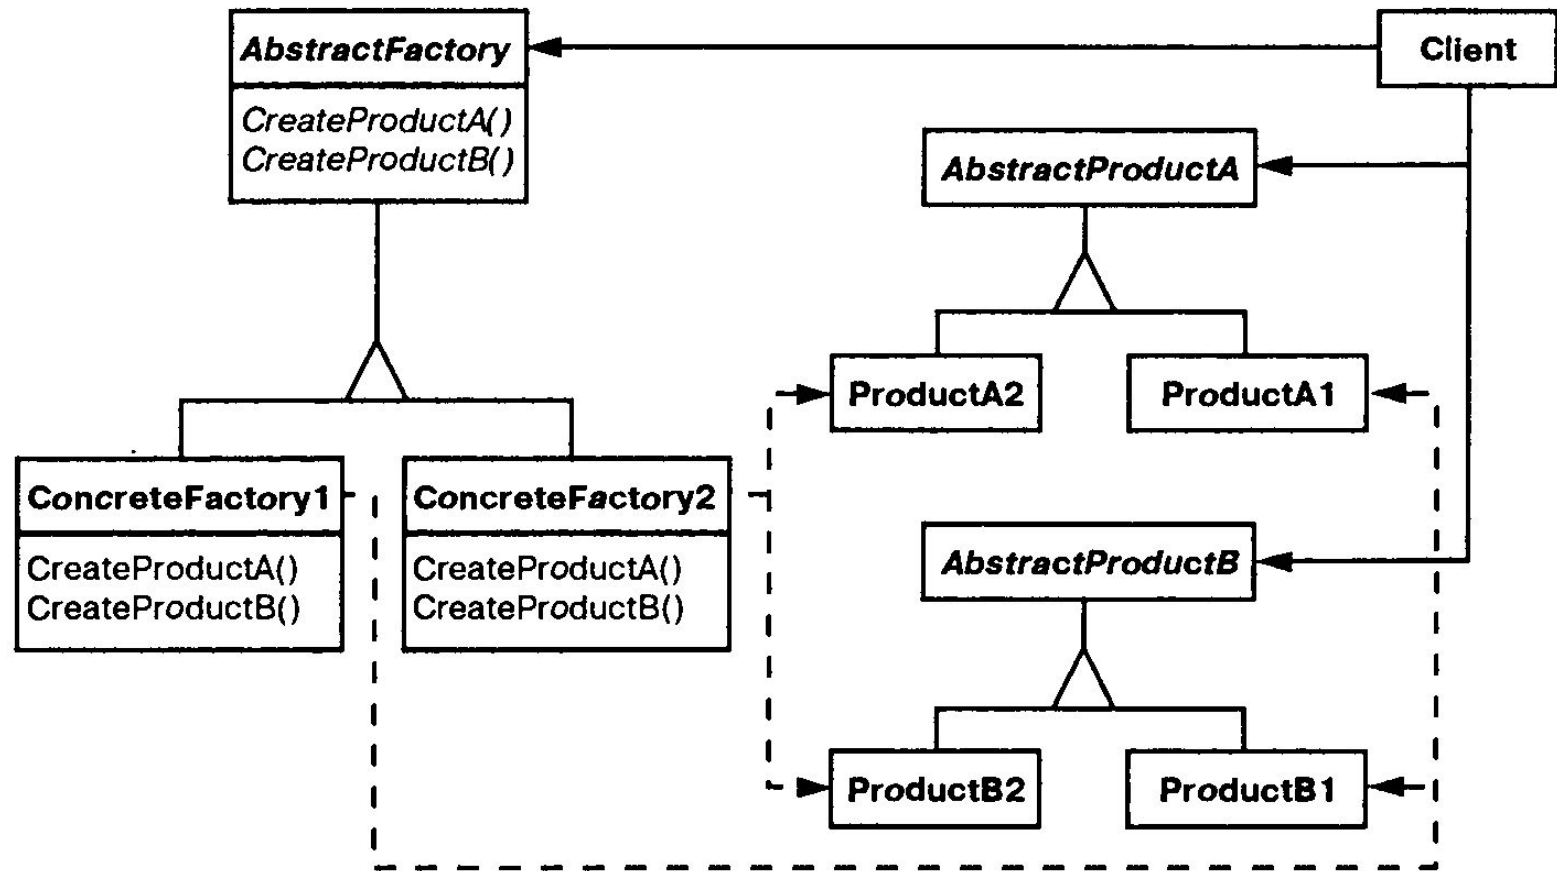 AbstractFactory
CreateProductA()
CreateProductB()
Client
AbstractProductA
ProductA2
ProductA1
ConcreteFactory1
CreateProductA()
CreateProductB()
ConcreteFactory2
CreateProductA()
CreateProductB()
AbstractProductB
ProductB2
ProductB1